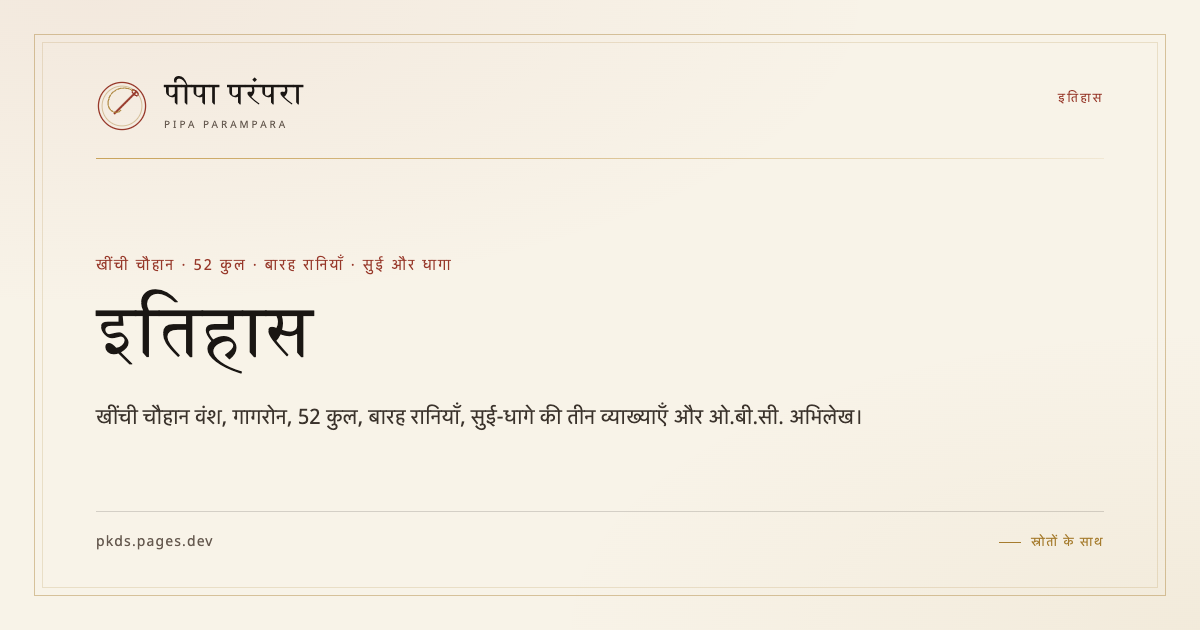 पीपा परंपरा
PIPA PARAMPARA
इतिहास
खींची चौहान · 52 कुल · बारह रानियाँ · सुई और धागा
इतिहास
खींची चौहान वंश, गागरोन, 52 कुल, बारह रानियाँ, सुई-धागे की तीन व्याख्याएँ और ओ.बी.सी. अभिलेख।
pkds.pages.dev
स्रोतों के साथ